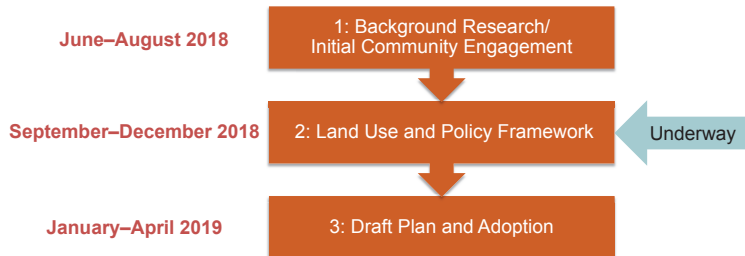 June–August 2018
1: Background Research/
Initial Community Engagement
September–December 2018
2: Land Use and Policy Framework
Underway
January–April 2019
3: Draft Plan and Adoption